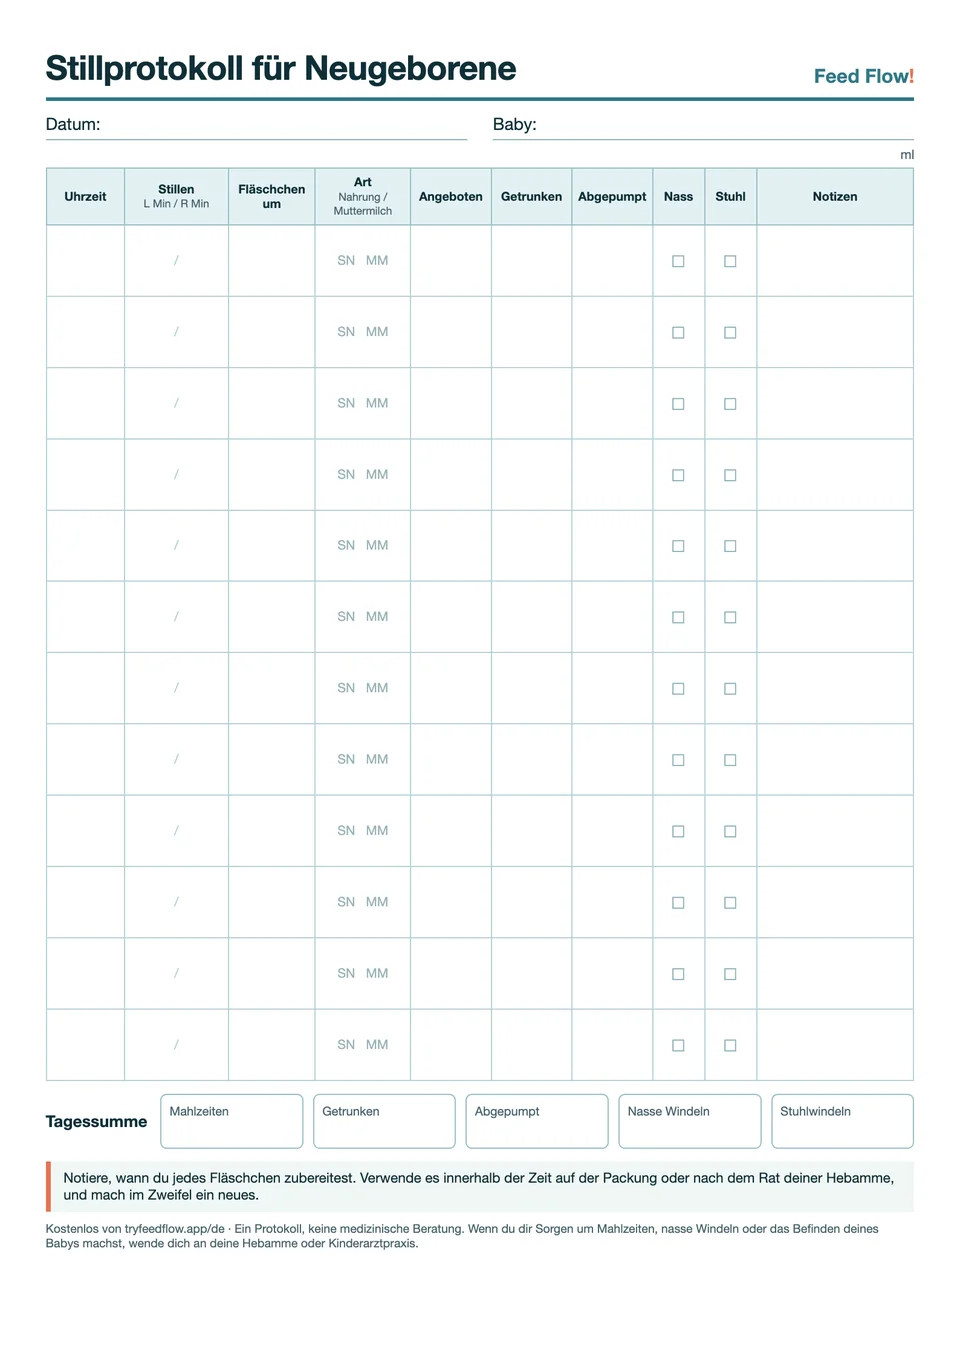 Stillprotokoll für Neugeborene
Feed Flow!
Datum:
Baby:
ml
Uhrzeit
Stillen
L Min / R Min
Fläschchen
um
Art
Nahrung /
Muttermilch
Angeboten
Getrunken
Abgepumpt
Nass
Stuhl
Notizen
/ SN MM
/ SN MM
/ SN MM
/ SN MM
/ SN MM
/ SN MM
/ SN MM
/ SN MM
/ SN MM
/ SN MM
/ SN MM
/ SN MM
Tagessumme
Mahlzeiten
Getrunken
Abgepumpt
Nasse Windeln
Stuhlwindeln
Notiere, wann du jedes Fläschchen zubereitest. Verwende es innerhalb der Zeit auf der Packung oder nach dem Rat deiner Hebamme,
und mach im Zweifel ein neues.
Kostenlos von tryfeedflow.app/de · Ein Protokoll, keine medizinische Beratung. Wenn du dir Sorgen um Mahlzeiten, nasse Windeln oder das Befinden deines
Babys machst, wende dich an deine Hebamme oder Kinderarztpraxis.